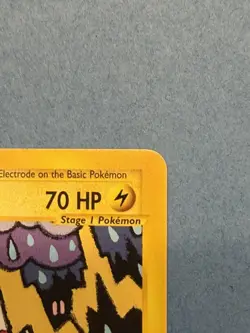 Electrode on the Basic Pokémon
70 HP
Stage 1 Pokémon